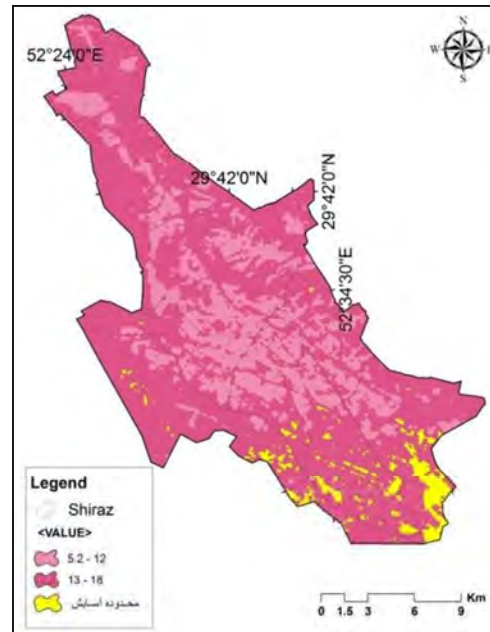 N
W
E
S
52°24'0"E
29°42'0"N
29°42'0"N
52°34'30"E
Legend
Shiraz
<VALUE>
5.2 - 12
13 - 18
محدوده آسایش
Km
0 1.5 3 6 9